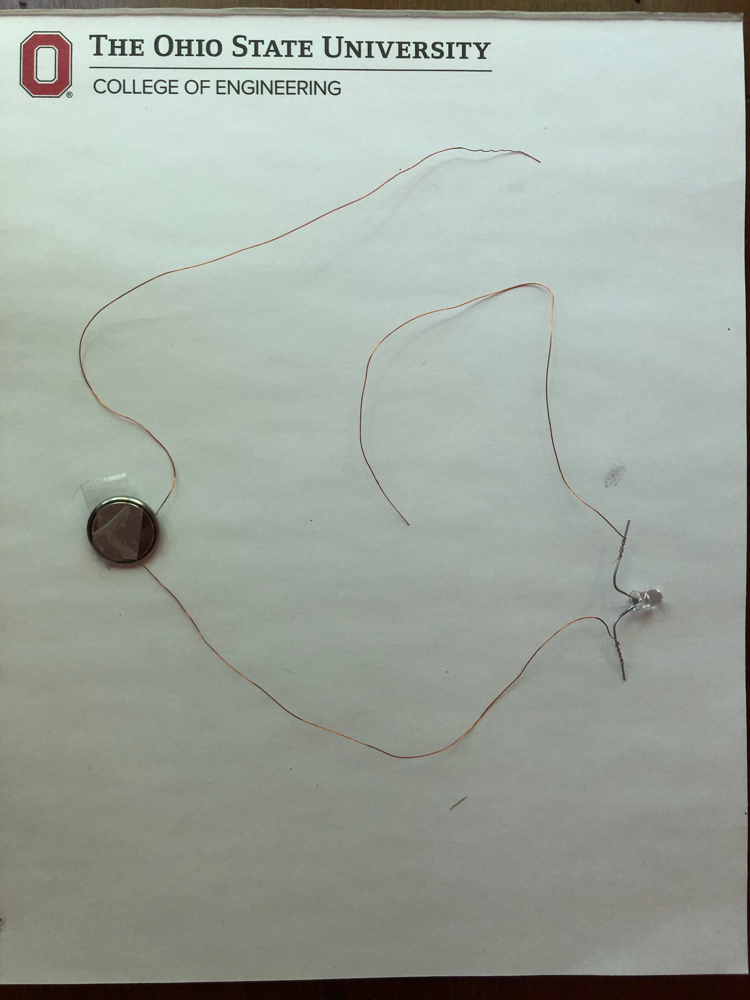 THE OHIO STATE UNIVERSITY
COLLEGE OF ENGINEERING
®